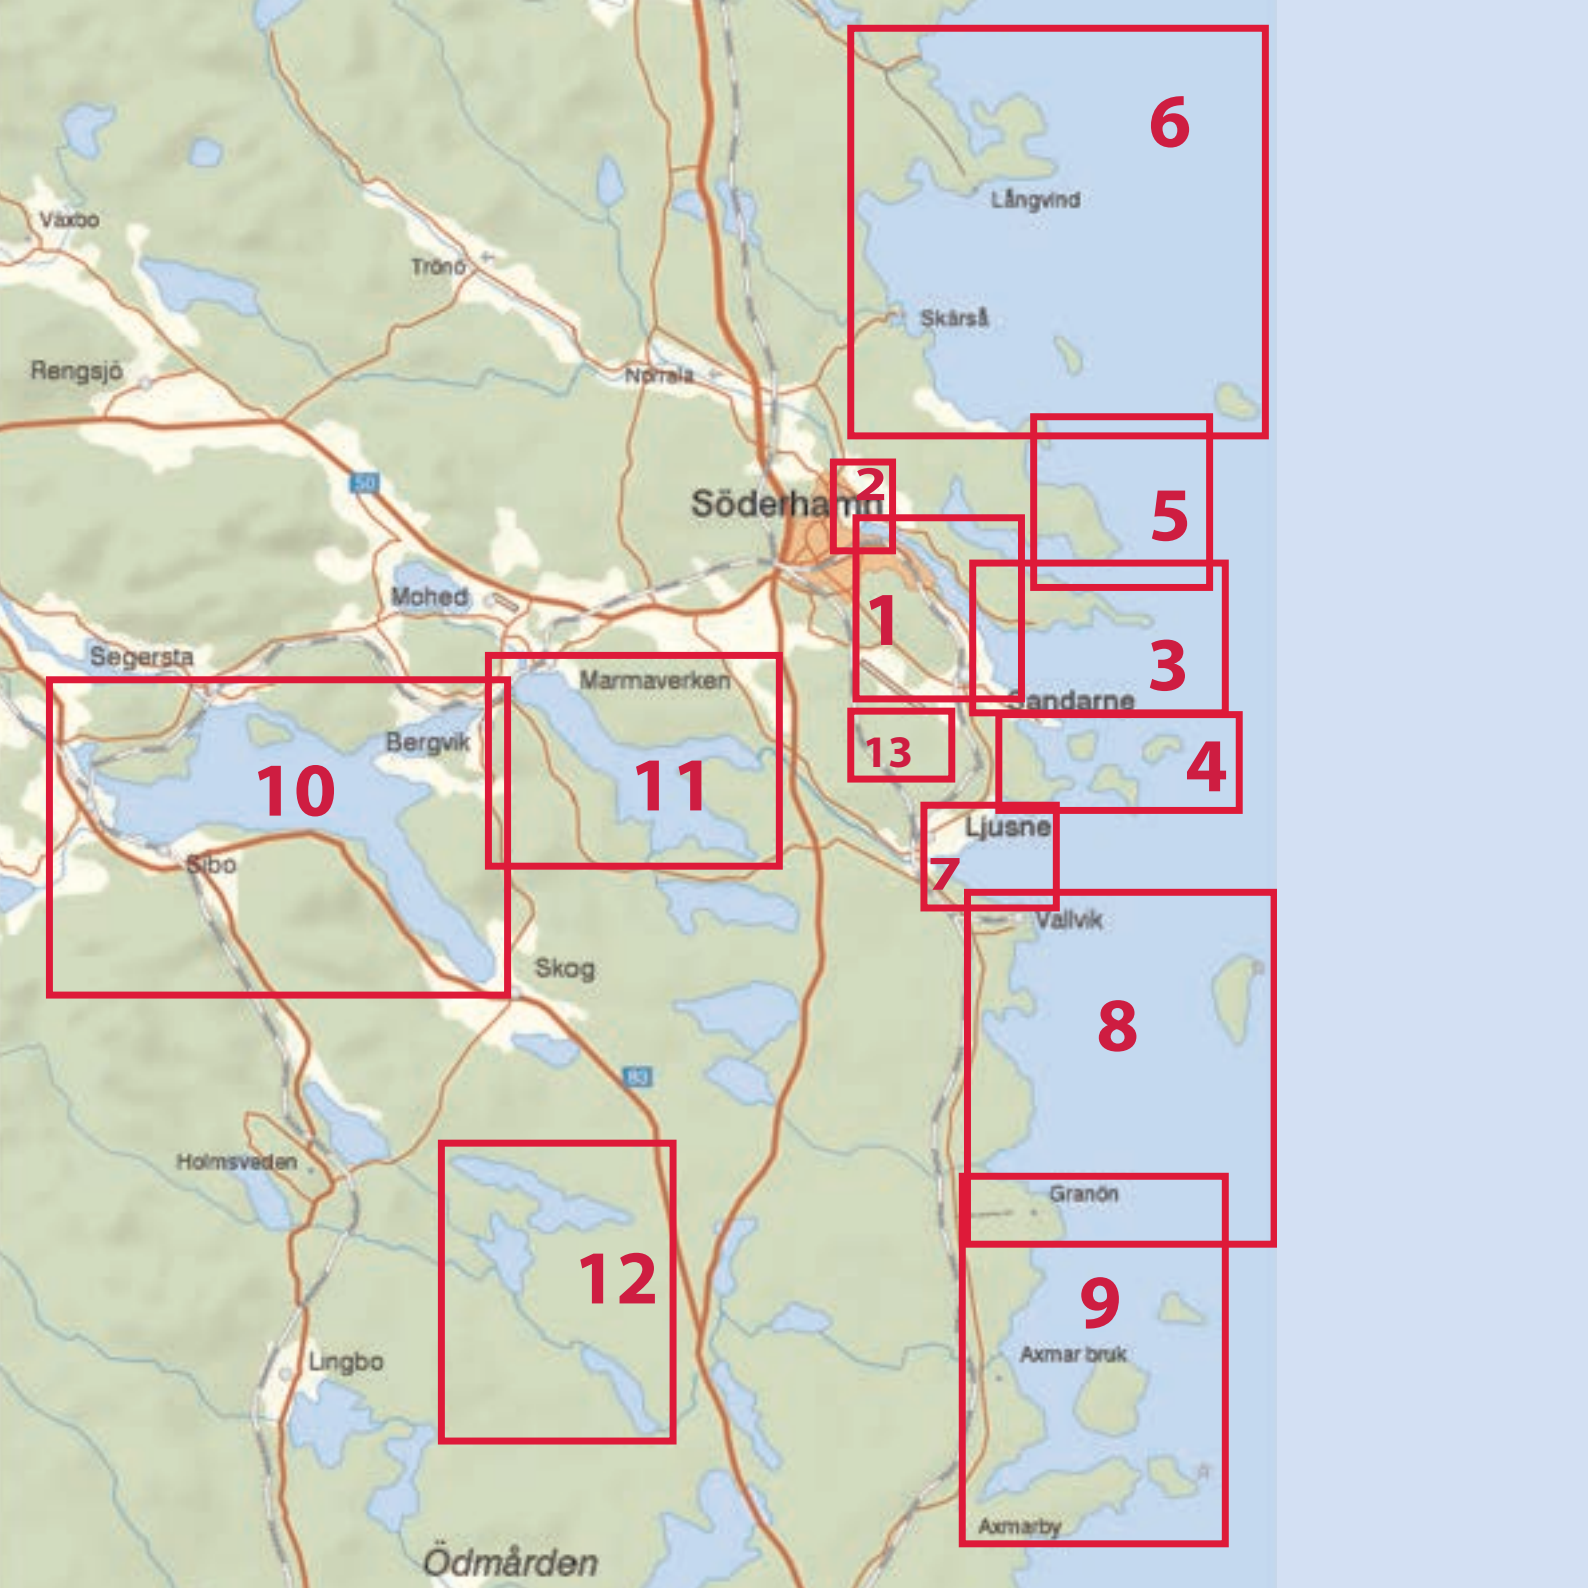 6
Långvind
Växbo
Trönö
Skårså
Rengsjö
Norrala
50
2
Söderhamn
5
Mohed
1
Segersta
3
Marmaverken
Sandarne
Bergvik
13
4
10
11
Ljusne
Sibo
7
Vallvik
Skog
8
83
Holmsveden
Granön
12
9
Axmar bruk
Lingbo
Axmarby
Ödmården